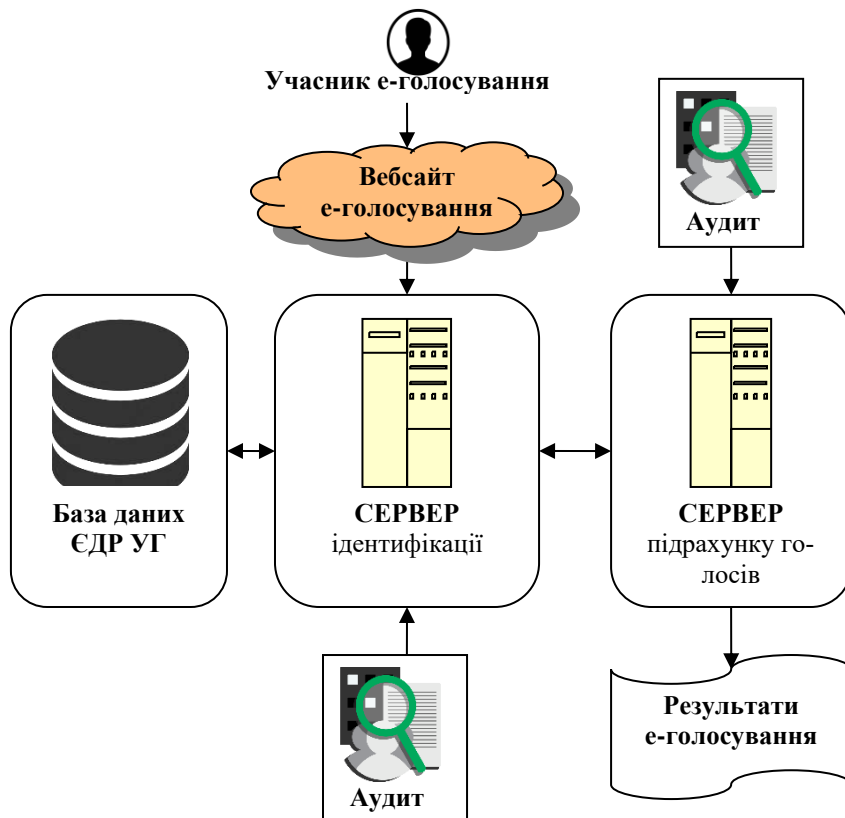 Учасник е-голосування
Вебсайт
е-голосування
Аудит
База даних
ЄДР УГ
СЕРВЕР
ідентифікації
СЕРВЕР
підрахунку го-
лосів
Аудит
Результати
е-голосування